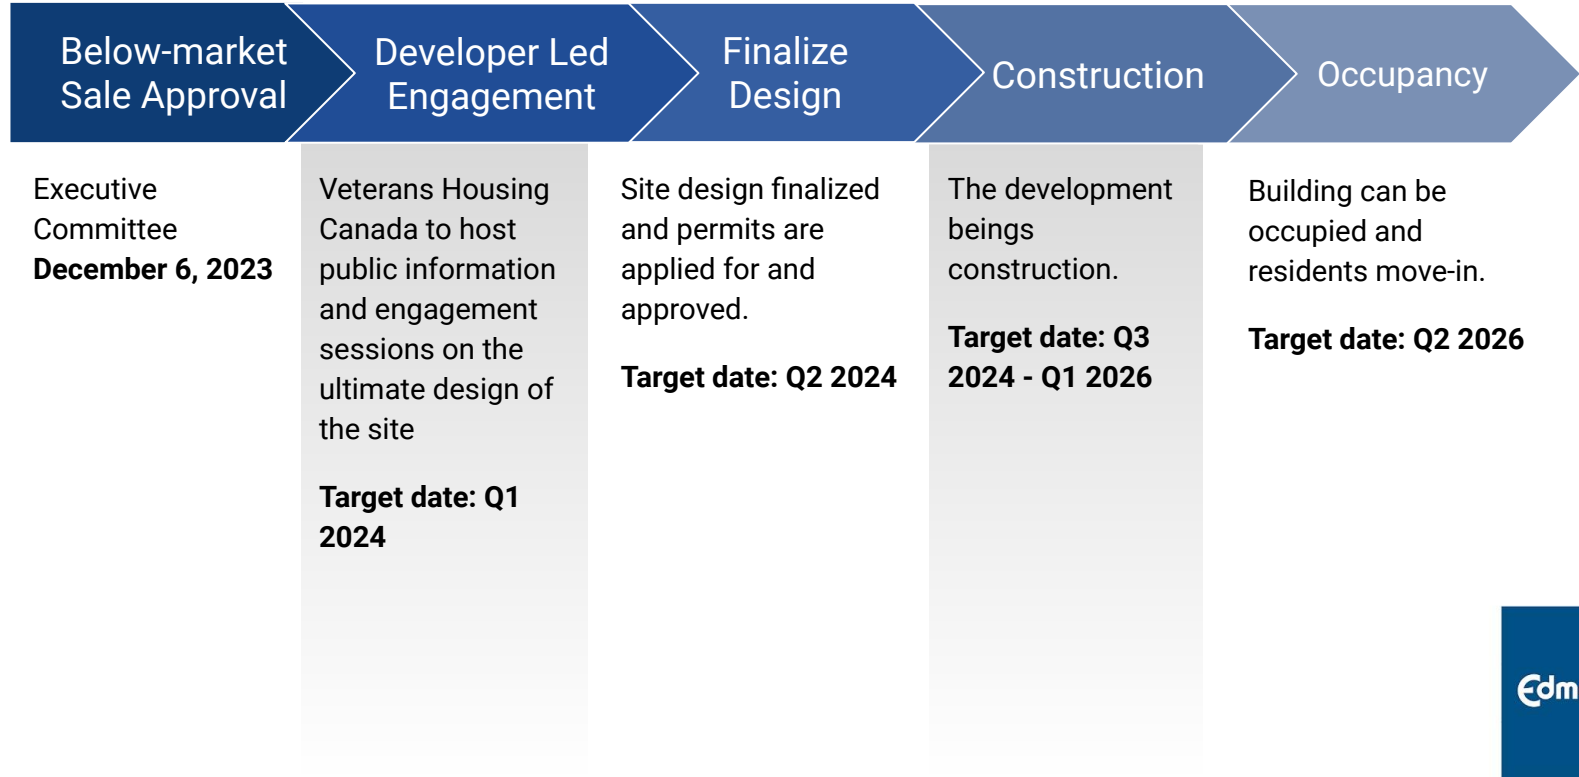 Below-market
Sale Approval
Developer Led
Engagement
Finalize
Design
Construction
Occupancy
Executive
Committee
December 6, 2023
Veterans Housing
Canada to host
public information
and engagement
sessions on the
ultimate design of
the site
Target date: Q1
2024
Site design finalized
and permits are
applied for and
approved.
Target date: Q2 2024
The development
beings
construction.
Target date: Q3
2024 - Q1 2026
Building can be
occupied and
residents move-in.
Target date: Q2 2026
Edm